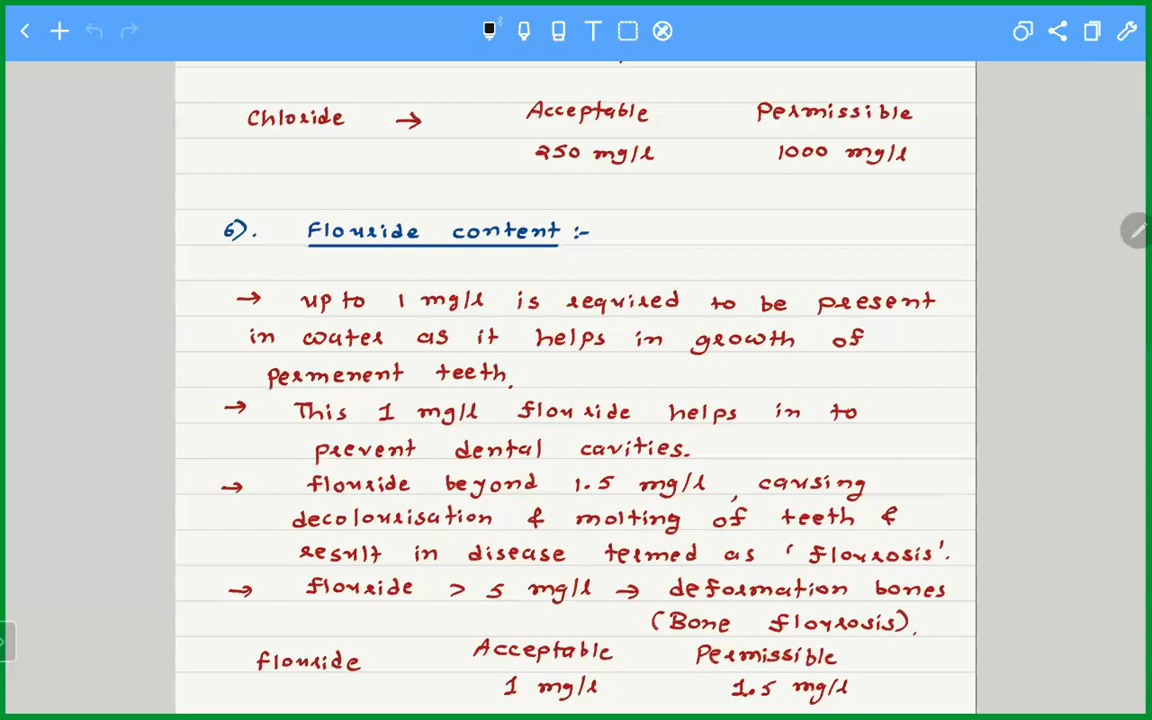 Chloride → Acceptable Permissible
250 mg/l 1000 mg/l
6). Flouride content :-
→ up to 1 mg/l is required to be present
in water as it helps in growth of
permenent teeth.
→ This 1 mg/l flouride helps in to
prevent dental cavities.
→ flouride beyond 1.5 mg/l , causing
decolourisation & molting of teeth &
result in disease termed as 'flourosis'.
→ flouride > 5 mg/l → deformation bones
(Bone flourosis).
flouride Acceptable Permissible
1 mg/l 1.5 mg/l